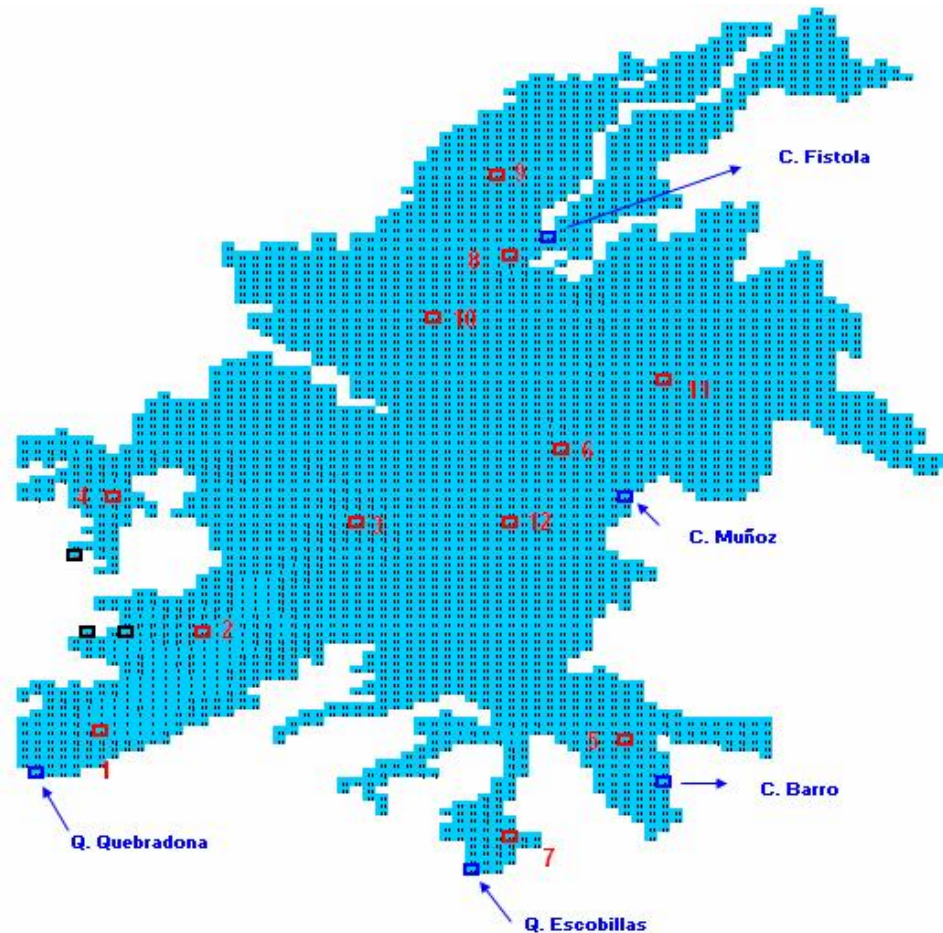 C. Fistola
9
8
10
11
6
4
3
12
C. Muñoz
2
5
1
C. Barro
Q. Quebradona
7
Q. Escobillas